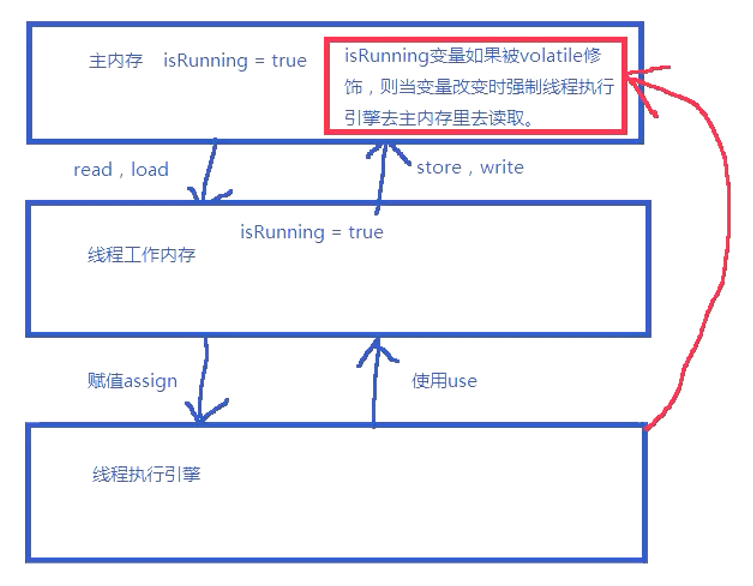 主内存 isRunning = true
isRunning变量如果被volatile修
饰，则当变量改变时强制线程执行
引擎去主内存里去读取。
read，load
store，write
isRunning = true
线程工作内存
赋值assign
使用use
线程执行引擎